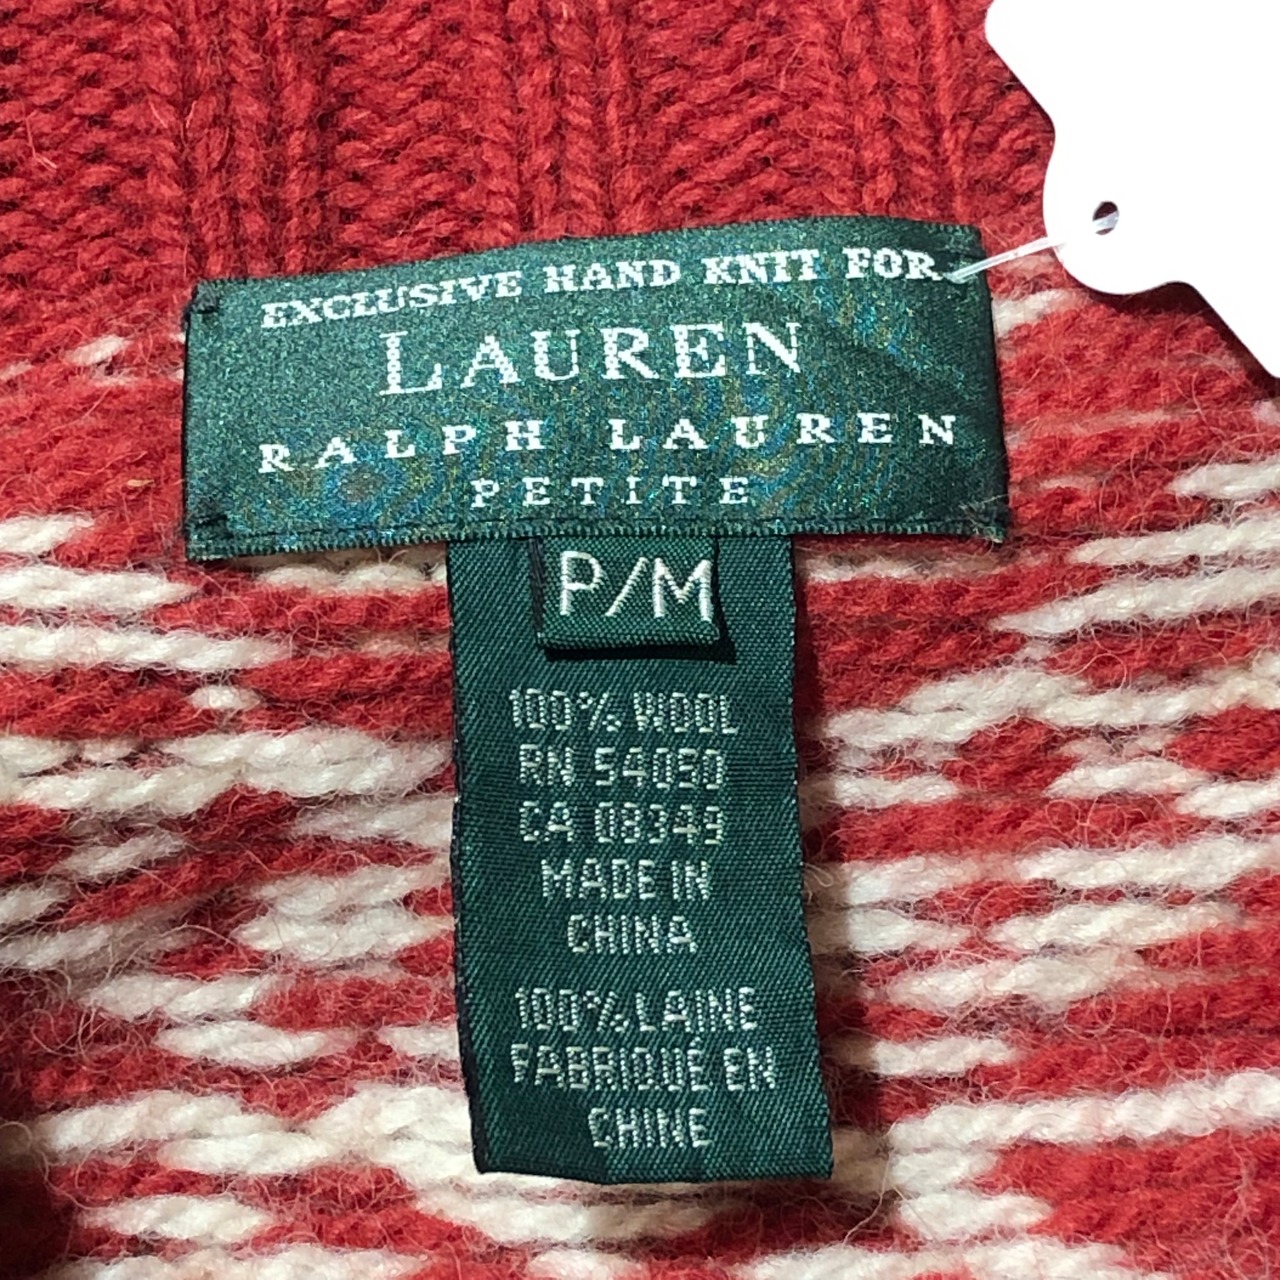 EXCLUSIVE HAND KNIT FOR
LAUREN
RALPH LAUREN
PETITE
P/M
100% WOOL
RN 54050
CA 08349
MADE IN
CHINA
100% LAINE
FABRIQUÉ EN
CHINE